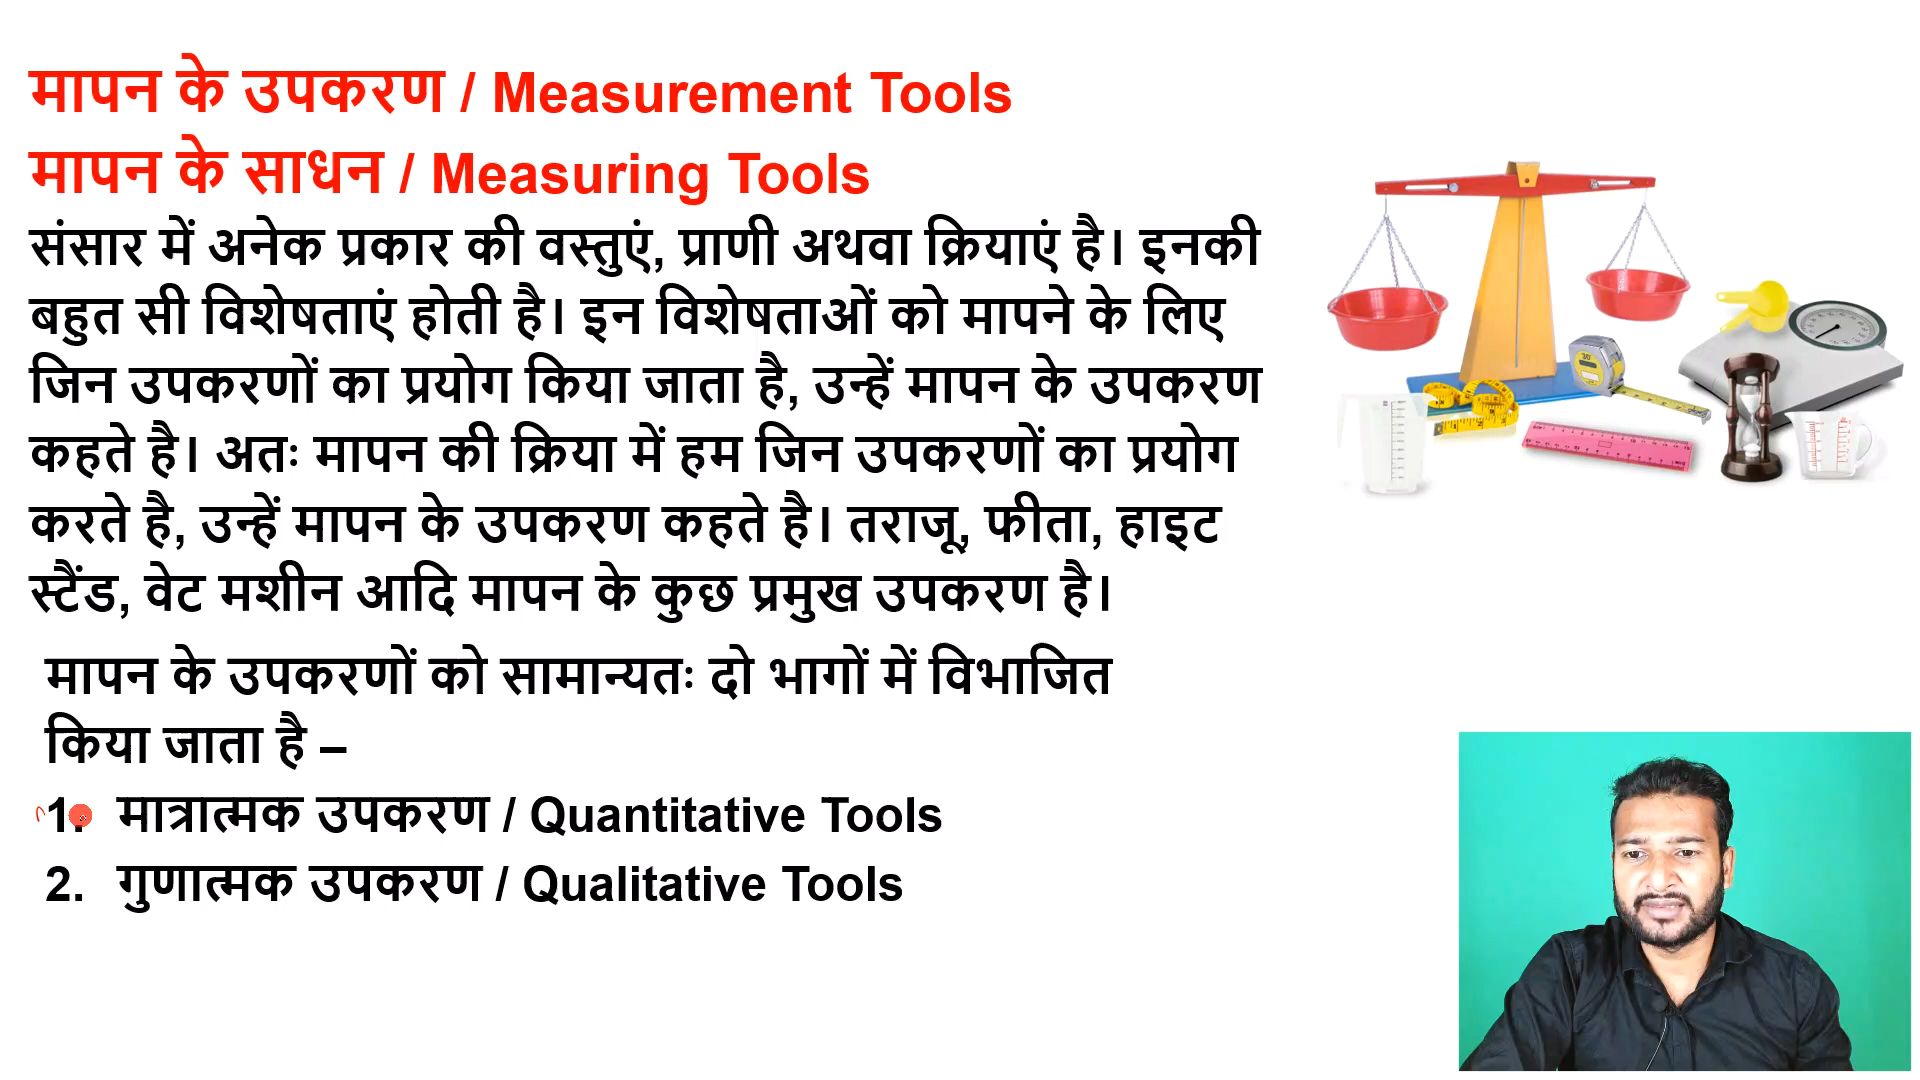 मापन के उपकरण / Measurement Tools
मापन के साधन / Measuring Tools
संसार में अनेक प्रकार की वस्तुएं, प्राणी अथवा क्रियाएं है। इनकी
बहुत सी विशेषताएं होती है। इन विशेषताओं को मापने के लिए
जिन उपकरणों का प्रयोग किया जाता है, उन्हें मापन के उपकरण
कहते है। अतः मापन की क्रिया में हम जिन उपकरणों का प्रयोग
करते है, उन्हें मापन के उपकरण कहते है। तराजू, फीता, हाइट
स्टैंड, वेट मशीन आदि मापन के कुछ प्रमुख उपकरण है।
मापन के उपकरणों को सामान्यतः दो भागों में विभाजित
किया जाता है –
1. मात्रात्मक उपकरण / Quantitative Tools
2. गुणात्मक उपकरण / Qualitative Tools